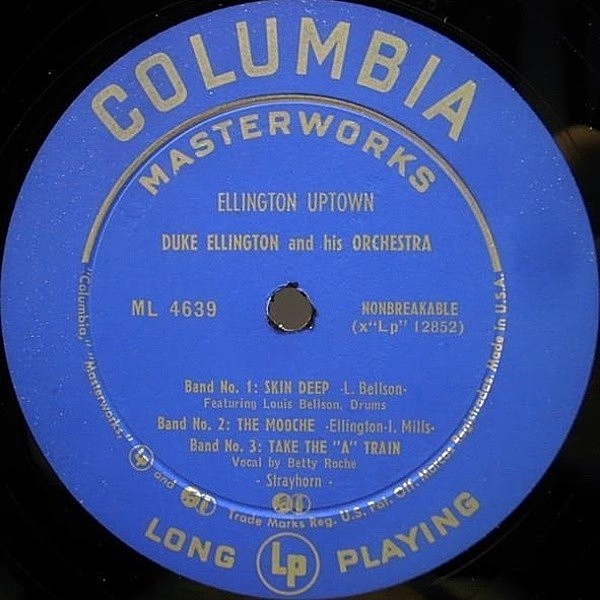 COLUMBIA
MASTERWORKS
ELLINGTON UPTOWN
DUKE ELLINGTON and his ORCHESTRA
ML 4639
NONBREAKABLE
(x"Lp" 12852)
Band No. 1: SKIN DEEP -L. Bellson-
Featuring Louis Bellson, Drums
Band No. 2: THE MOOCHE -Ellington-I. Mills-
Band No. 3: TAKE THE "A" TRAIN
Vocal by Betty Roche
- Strayhorn -
"Columbia," "Masterworks," Lp and Trade Marks Reg. U.S. Pat. Off. Marcas Registradas. Made in U.S.A.
LONG Lp PLAYING